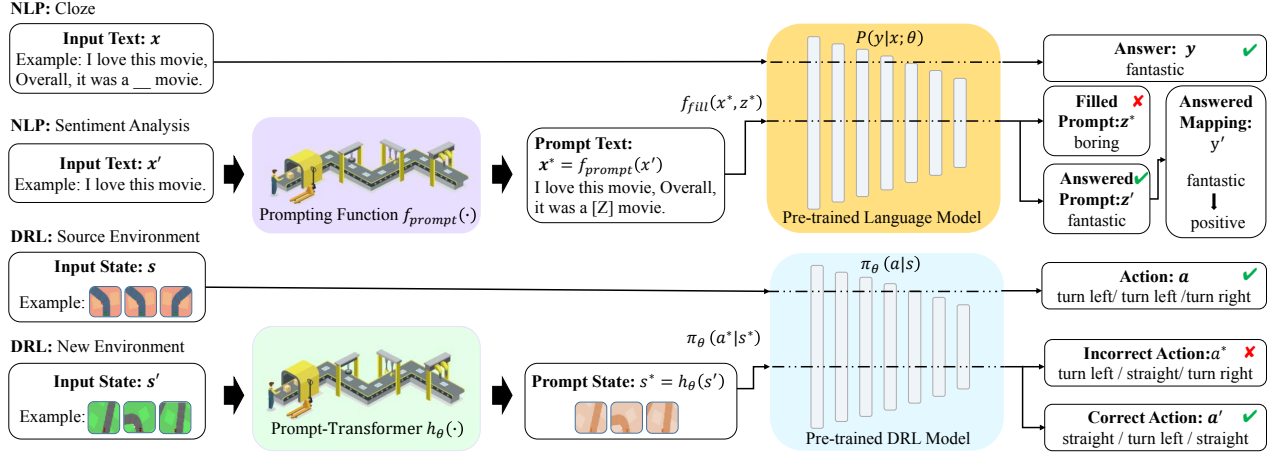 NLP: Cloze
Input Text: x
Example: I love this movie,
Overall, it was a __ movie.
P(y|x; θ)
Pre-trained Language Model
Answer: y ✔
fantastic
NLP: Sentiment Analysis
Input Text: x′
Example: I love this movie.
Prompting Function f_prompt(·)
Prompt Text:
x* = f_prompt(x′)
I love this movie, Overall,
it was a [Z] movie.
f_fill(x*, z*)
Filled ✘
Prompt:z*
boring
Answered ✔
Prompt:z′
fantastic
Answered
Mapping:
y′
fantastic
positive
DRL: Source Environment
Input State: s
Example:
π_θ (a|s)
Pre-trained DRL Model
Action: a ✔
turn left/ turn left /turn right
DRL: New Environment
Input State: s′
Example:
Prompt-Transformer h_θ(·)
Prompt State: s* = h_θ(s′)
π_θ (a*|s*)
Incorrect Action:a* ✘
turn left / straight/ turn right
Correct Action: a′ ✔
straight / turn left / straight